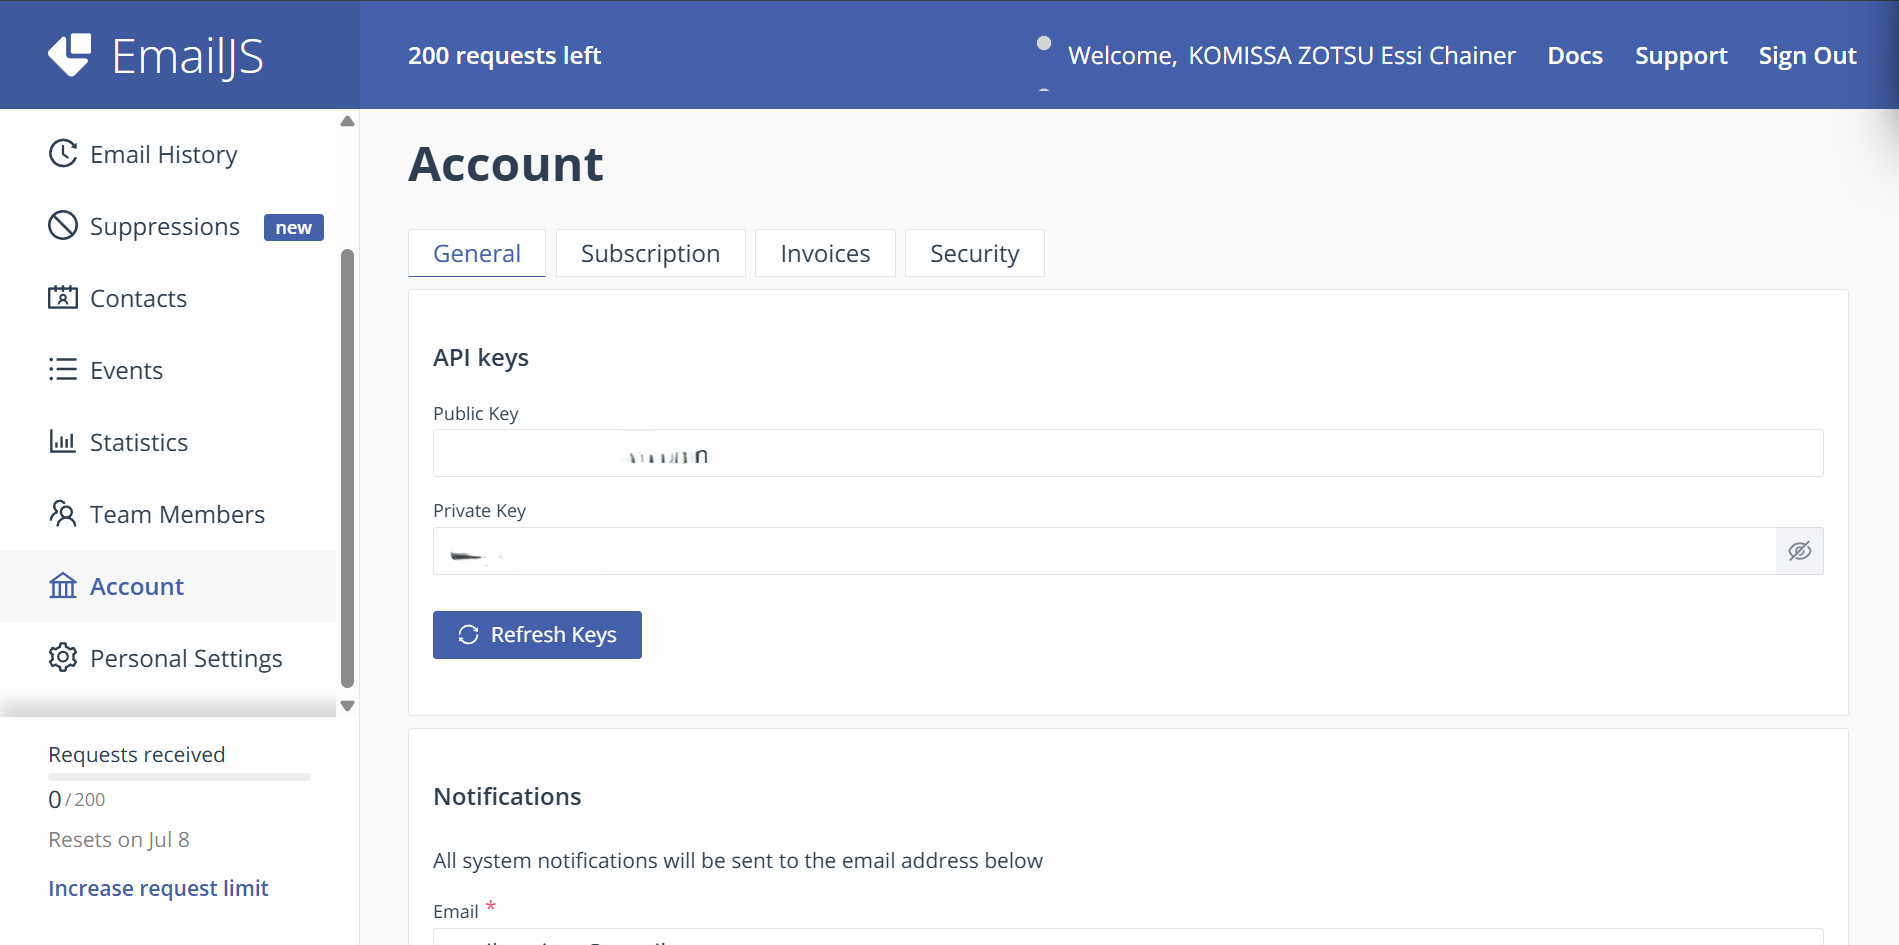 EmailJS
200 requests left
Welcome, KOMISSA ZOTSU Essi Chainer
Docs
Support
Sign Out
Email History
Suppressions new
Contacts
Events
Statistics
Team Members
Account
Personal Settings
Requests received
0 / 200
Resets on Jul 8
Increase request limit
Account
General
Subscription
Invoices
Security
API keys
Public Key
Private Key
Refresh Keys
Notifications
All system notifications will be sent to the email address below
Email *